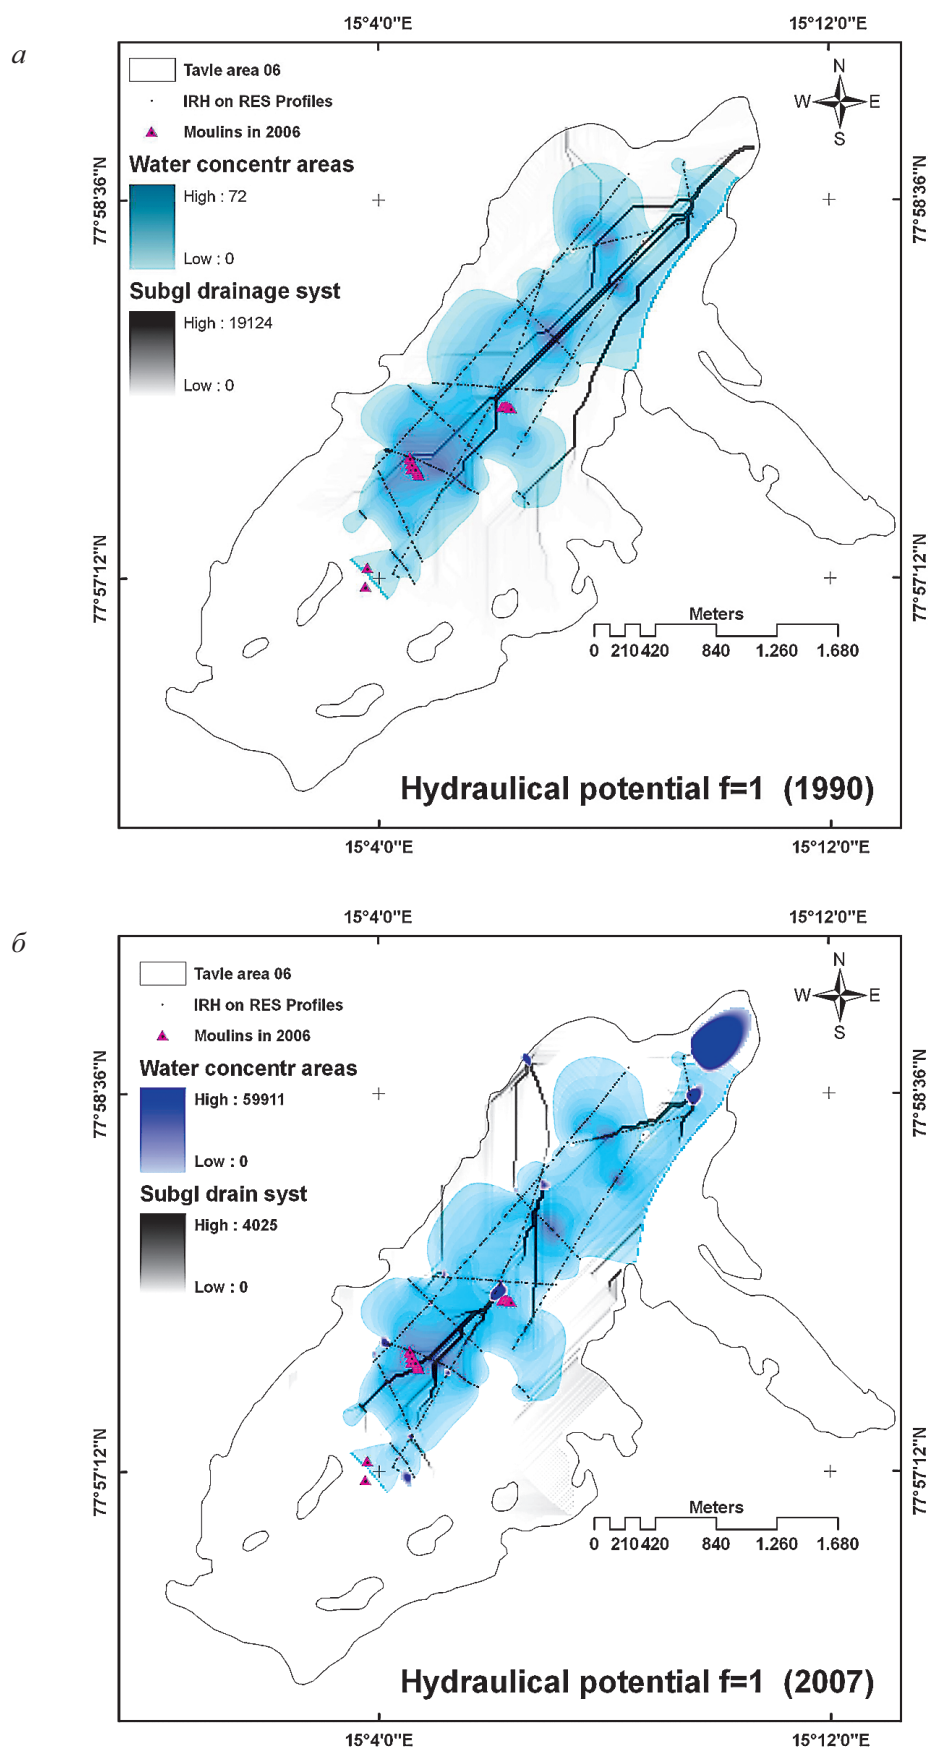 а
15°4'0"E 15°12'0"E
Tavle area 06
IRH on RES Profiles
Moulins in 2006
Water concentr areas
High : 72
Low : 0
Subgl drainage syst
High : 19124
Low : 0
N
W E
S
77°58'36"N
77°58'36"N
77°57'12"N
77°57'12"N
Meters
0 210 420 840 1.260 1.680
Hydraulical potential f=1 (1990)
15°4'0"E 15°12'0"E
б
15°4'0"E 15°12'0"E
Tavle area 06
IRH on RES Profiles
Moulins in 2006
Water concentr areas
High : 59911
Low : 0
Subgl drain syst
High : 4025
Low : 0
N
W E
S
77°58'36"N
77°58'36"N
77°57'12"N
77°57'12"N
Meters
0 210 420 840 1.260 1.680
Hydraulical potential f=1 (2007)
15°4'0"E 15°12'0"E